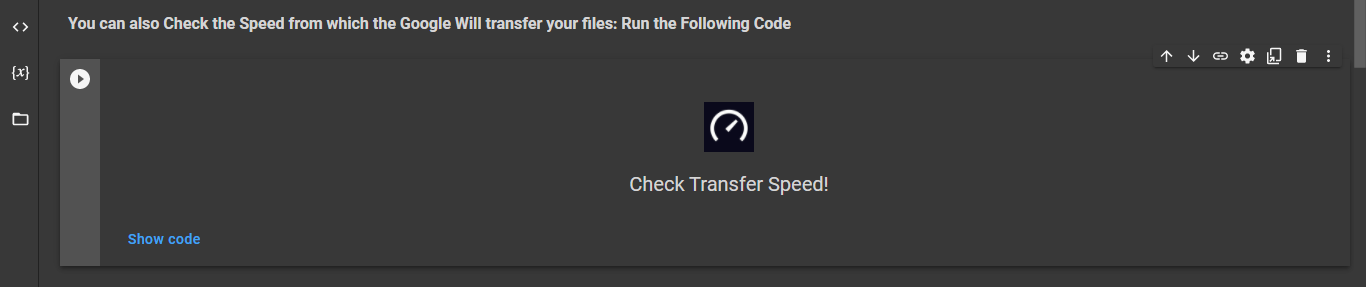 You can also Check the Speed from which the Google Will transfer your files: Run the Following Code
{x}
Check Transfer Speed!
Show code